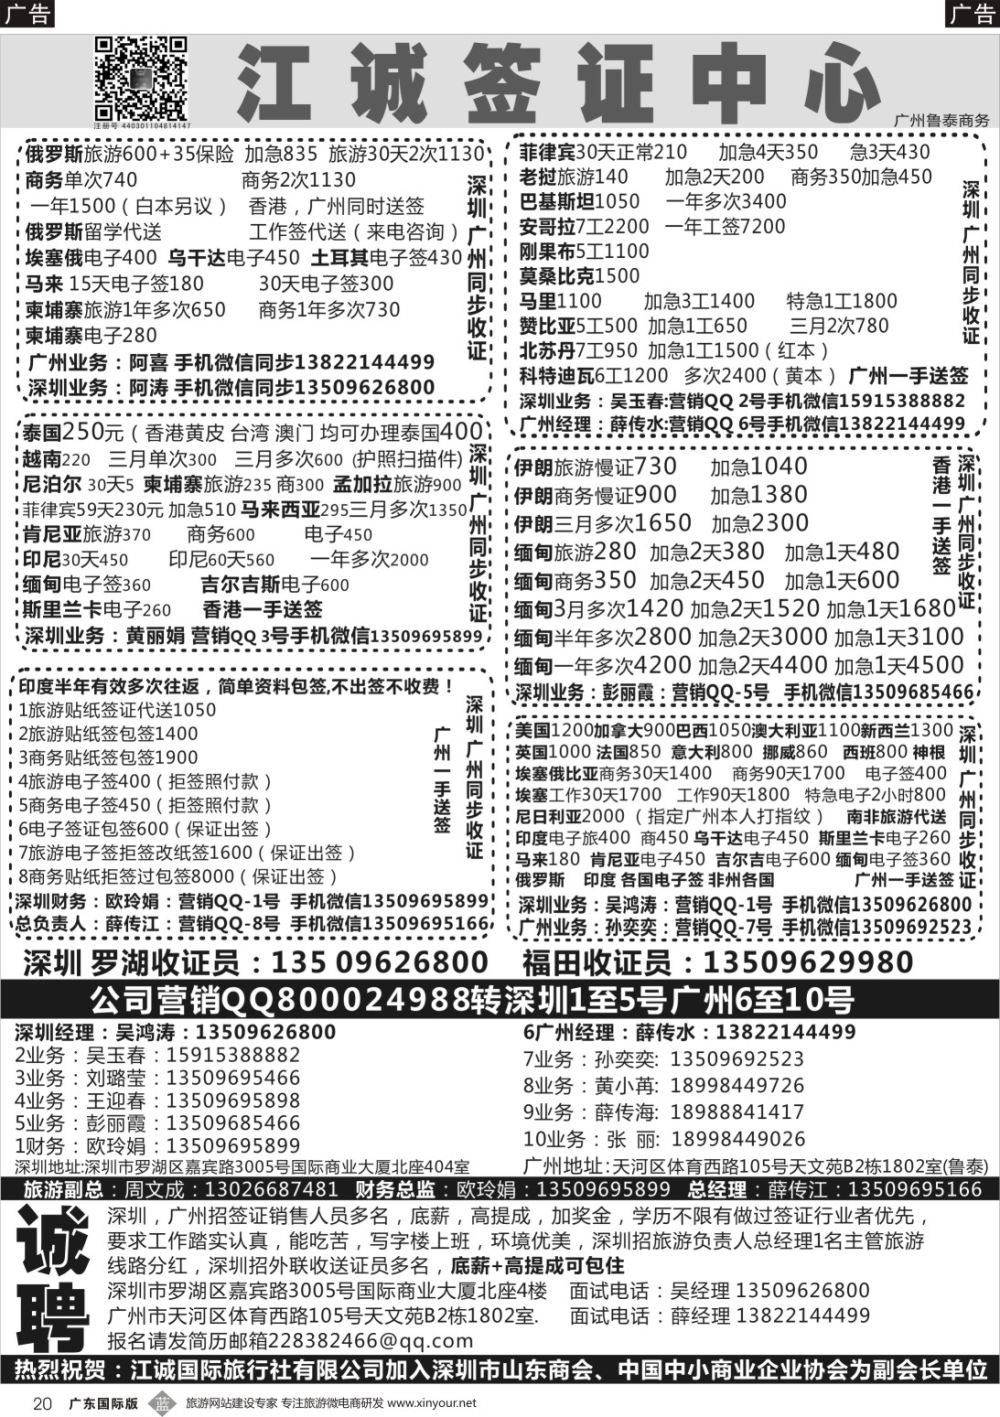 广告
广告
江诚签证中心
注册号 440301104814147
广州鲁泰商务
俄罗斯旅游600+35保险 加急835 旅游30天2次1130
商务单次740 商务2次1130
一年1500（白本另议） 香港，广州同时送签
俄罗斯留学代送 工作签代送（来电咨询）
埃塞俄电子400 乌干达电子450 土耳其电子签430
马来 15天电子签180 30天电子签300
柬埔寨旅游1年多次650 商务1年多次730
柬埔寨电子280
广州业务：阿喜 手机微信同步13822144499
深圳业务：阿涛 手机微信同步13509626800
深圳 广州同步收证
菲律宾30天正常210 加急4天350 急3天430
老挝旅游140 加急2天200 商务350加急450
巴基斯坦1050 一年多次3400
安哥拉7工2200 一年工签7200
刚果布5工1100
莫桑比克1500
马里1100 加急3工1400 特急1工1800
赞比亚5工500 加急1工650 三月2次780
北苏丹7工950 加急1工1500（红本）
科特迪瓦6工1200 多次2400（黄本） 广州一手送签
深圳业务：吴玉春:营销QQ 2号手机微信15915388882
广州经理：薛传水:营销QQ 6号手机微信13822144499
深圳 广州同步收证
泰国250元（香港黄皮 台湾 澳门 均可办理泰国400
越南220 三月单次300 三月多次600 (护照扫描件)
尼泊尔 30天5 柬埔寨旅游235 商300 孟加拉旅游900
菲律宾59天230元 加急510 马来西亚295三月多次1350
肯尼亚旅游370 商务600 电子450
印尼30天450 印尼60天560 一年多次2000
缅甸电子签360 吉尔吉斯电子600
斯里兰卡电子260 香港一手送签
深圳业务：黄丽娟 营销QQ 3号手机微信13509695899
深圳 广州同步收证
伊朗旅游慢证730 加急1040
伊朗商务慢证900 加急1380
伊朗三月多次1650 加急2300
缅甸旅游280 加急2天380 加急1天480
缅甸商务350 加急2天450 加急1天600
缅甸3月多次1420 加急2天1520 加急1天1680
缅甸半年多次2800 加急2天3000 加急1天3100
缅甸一年多次4200 加急2天4400 加急1天4500
深圳业务：彭丽霞：营销QQ-5号 手机微信13509685466
香港一手送签
深圳 广州同步收证
印度半年有效多次往返，简单资料包签,不出签不收费！
1旅游贴纸签证代送1050
2旅游贴纸签包签1400
3商务贴纸签包签1900
4旅游电子签400（拒签照付款）
5商务电子签450（拒签照付款）
6电子签证包签600（保证出签）
7旅游电子签拒签改纸签1600（保证出签）
8商务贴纸拒签过包签8000（保证出签）
深圳财务：欧玲娟：营销QQ-1号 手机微信13509695899
总负责人：薛传江：营销QQ-8号 手机微信13509695166
广州一手送签
深圳 广州同步收证
美国1200加拿大900巴西1050澳大利亚1100新西兰1300
英国1000 法国850 意大利800 挪威860 西班800 神根
埃塞俄比亚商务30天1400 商务90天1700 电子签400
埃塞工作30天1700 工作90天1800 特急电子2小时800
尼日利亚2000（指定广州本人打指纹） 南非旅游代送
印度电子旅400 商450 乌干达电子450 斯里兰卡电子260
马来180 肯尼亚电子450 吉尔吉电子600 缅甸电子签360
俄罗斯 印度 各国电子签 非州各国 广州一手送签
深圳业务：吴鸿涛：营销QQ-1号 手机微信13509626800
广州业务：孙奕奕：营销QQ-7号 手机微信13509692523
深圳 广州同步收证
深圳 罗湖收证员：135 09626800 福田收证员：13509629980
公司营销QQ800024988转深圳1至5号广州6至10号
深圳经理：吴鸿涛：13509626800
2业务：吴玉春：15915388882
3业务：刘璐莹：13509695466
4业务：王迎春：13509695898
5业务：彭丽霞：13509685466
1财务：欧玲娟：13509695899
深圳地址:深圳市罗湖区嘉宾路3005号国际商业大厦北座404室
6广州经理：薛传水：13822144499
7业务：孙奕奕: 13509692523
8业务：黄小苒: 18998449726
9业务：薛传海: 18988841417
10业务：张 丽: 18998449026
广州地址:天河区体育西路105号天文苑B2栋1802室(鲁泰)
旅游副总：周文成：13026687481 财务总监：欧玲娟：13509695899 总经理：薛传江：13509695166
诚聘
深圳，广州招签证销售人员多名，底薪，高提成，加奖金，学历不限有做过签证行业者优先，
要求工作踏实认真，能吃苦，写字楼上班，环境优美，深圳招旅游负责人总经理1名主管旅游
线路分红，深圳招外联收送证员多名，底薪+高提成可包住
深圳市罗湖区嘉宾路3005号国际商业大厦北座4楼 面试电话：吴经理 13509626800
广州市天河区体育西路105号天文苑B2栋1802室. 面试电话：薛经理 13822144499
报名请发简历邮箱228382466@qq.com
热烈祝贺：江诚国际旅行社有限公司加入深圳市山东商会、中国中小商业企业协会为副会长单位
20 广东国际版 蓝 旅游网站建设专家 专注旅游微电商研发 www.xinyour.net